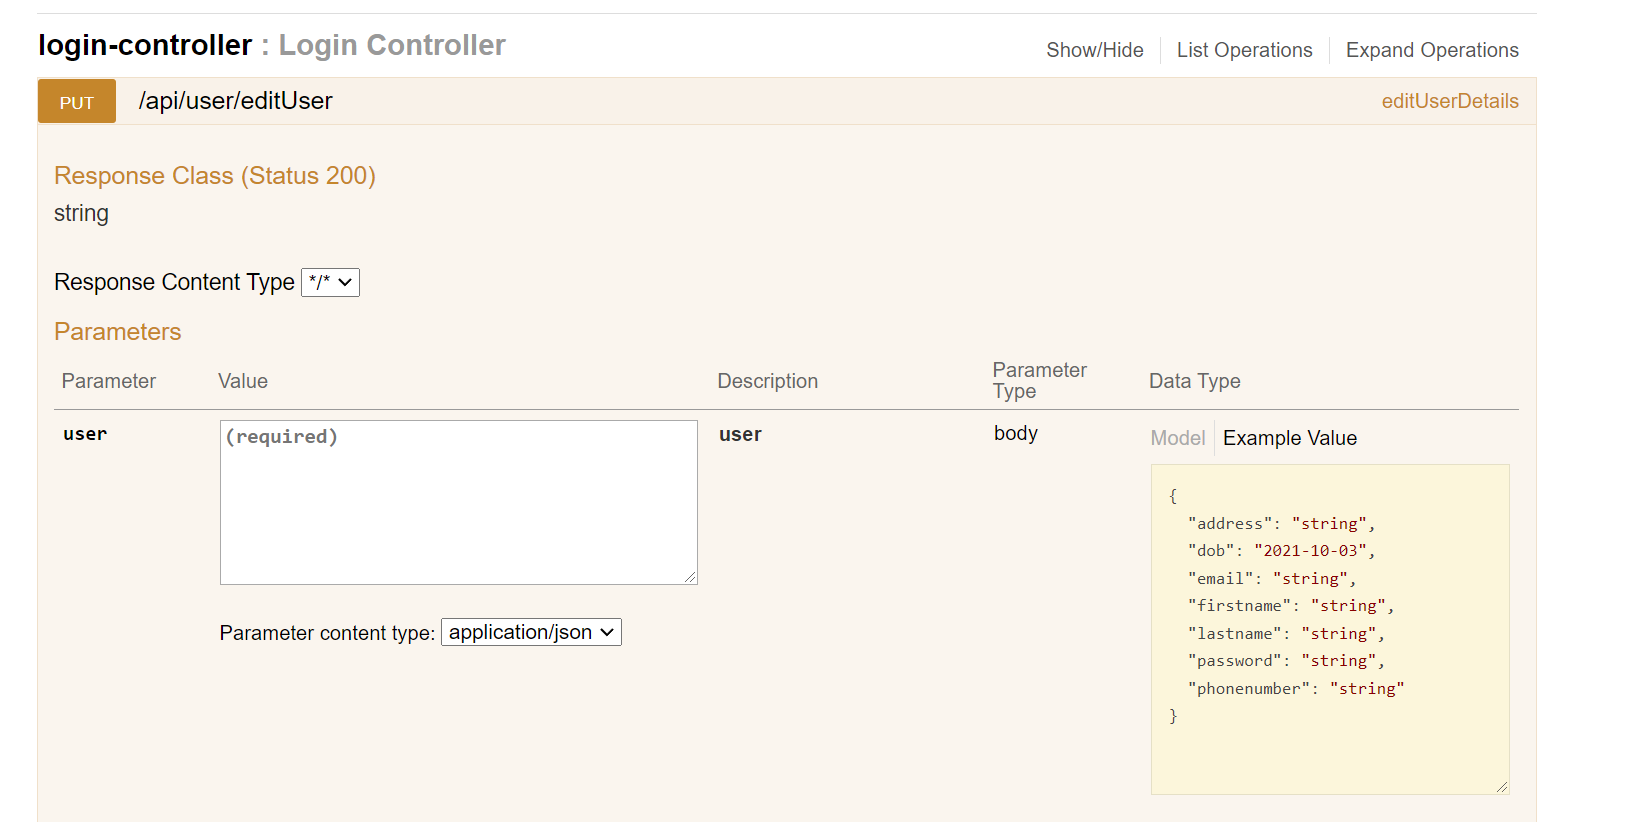 login-controller : Login Controller
Show/Hide List Operations Expand Operations
PUT /api/user/editUser editUserDetails
Response Class (Status 200)
string
Response Content Type */*
Parameters
Parameter Value Description Parameter Type Data Type
user (required) user body Model Example Value
{
"address": "string",
"dob": "2021-10-03",
"email": "string",
"firstname": "string",
"lastname": "string",
"password": "string",
"phonenumber": "string"
}
Parameter content type: application/json